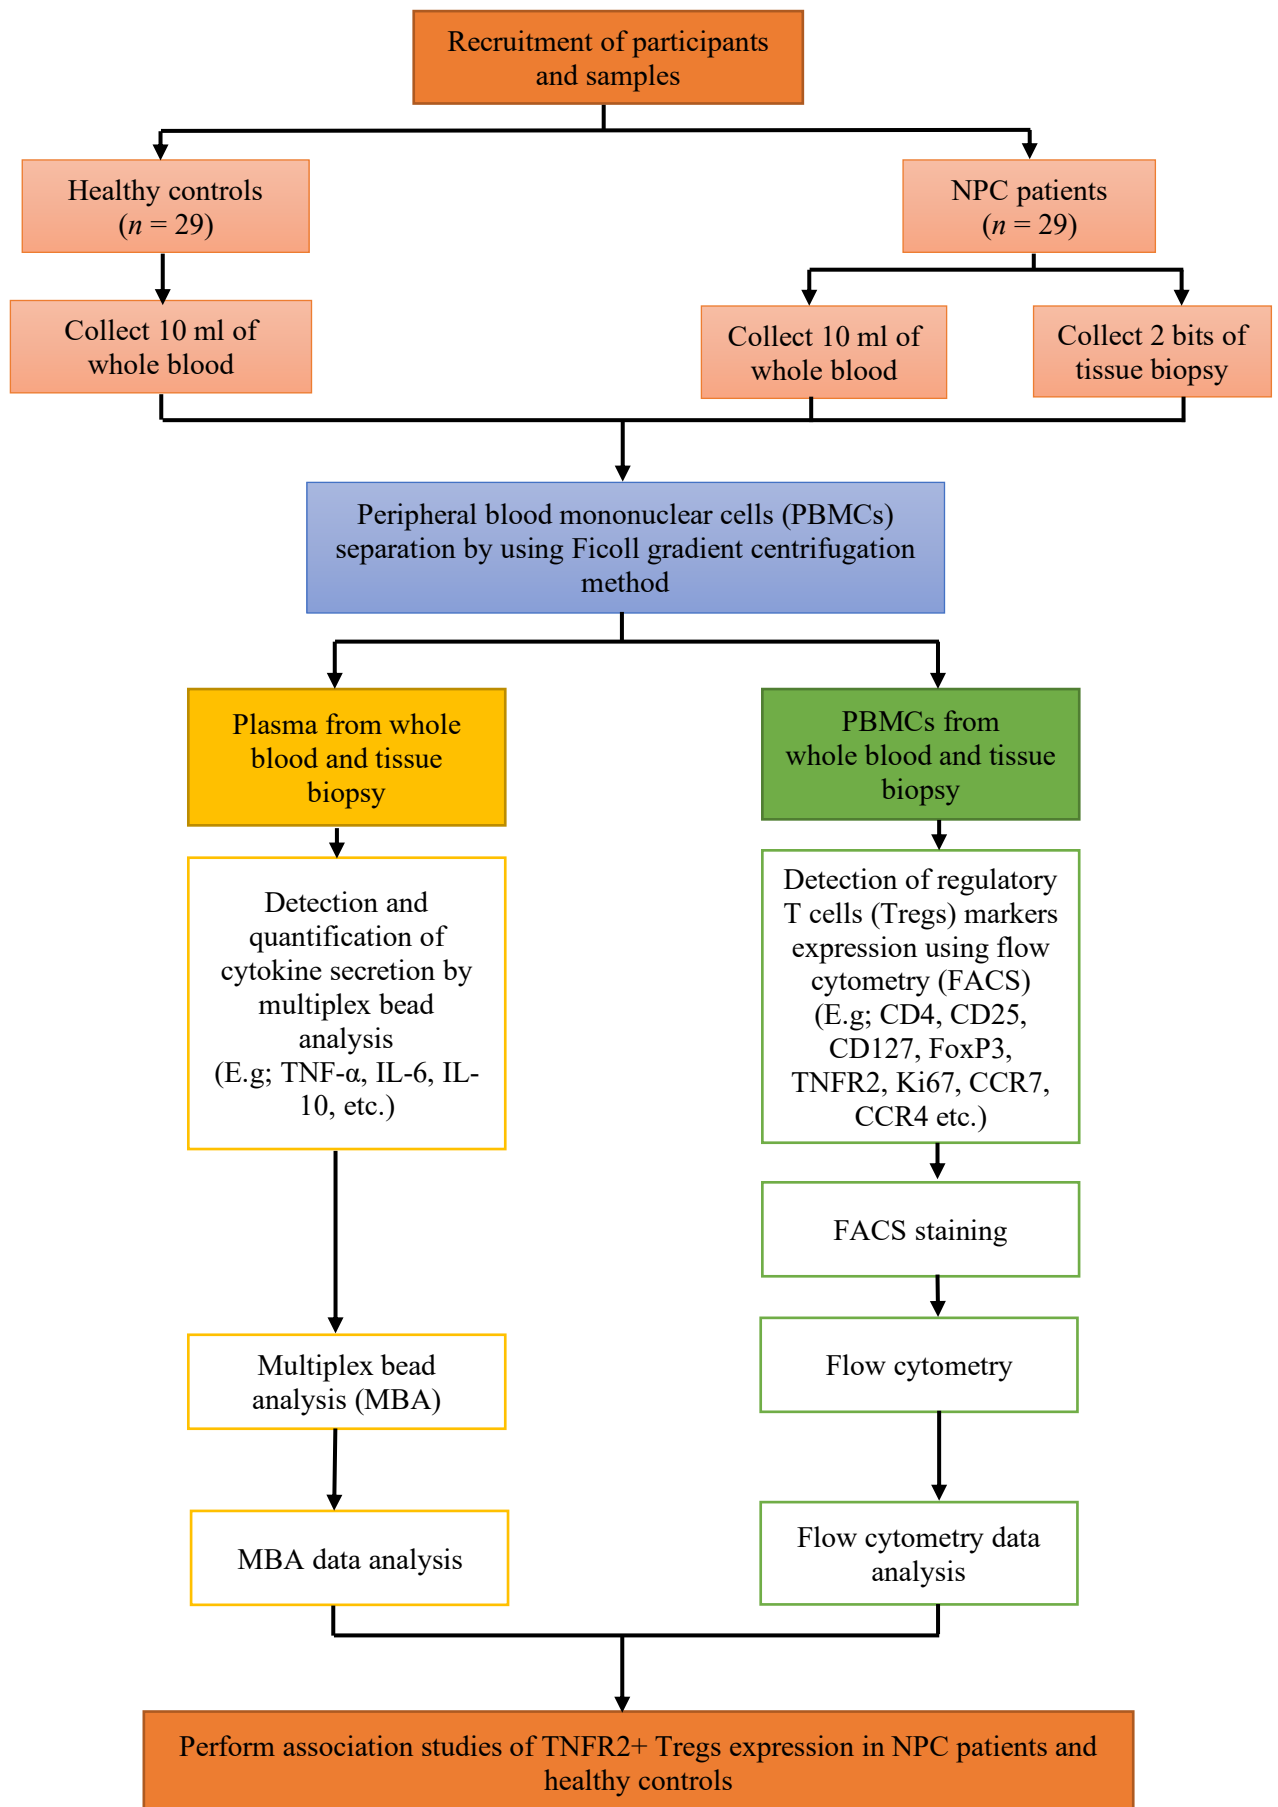 Recruitment of participants
and samples
Healthy controls
(n = 29)
NPC patients
(n = 29)
Collect 10 ml of
whole blood
Collect 10 ml of
whole blood
Collect 2 bits of
tissue biopsy
Peripheral blood mononuclear cells (PBMCs)
separation by using Ficoll gradient centrifugation
method
Plasma from whole
blood and tissue
biopsy
PBMCs from
whole blood and tissue
biopsy
Detection and
quantification of
cytokine secretion by
multiplex bead
analysis
(E.g; TNF-α, IL-6, IL-
10, etc.)
Detection of regulatory
T cells (Tregs) markers
expression using flow
cytometry (FACS)
(E.g; CD4, CD25,
CD127, FoxP3,
TNFR2, Ki67, CCR7,
CCR4 etc.)
FACS staining
Multiplex bead
analysis (MBA)
Flow cytometry
MBA data analysis
Flow cytometry data
analysis
Perform association studies of TNFR2+ Tregs expression in NPC patients and
healthy controls